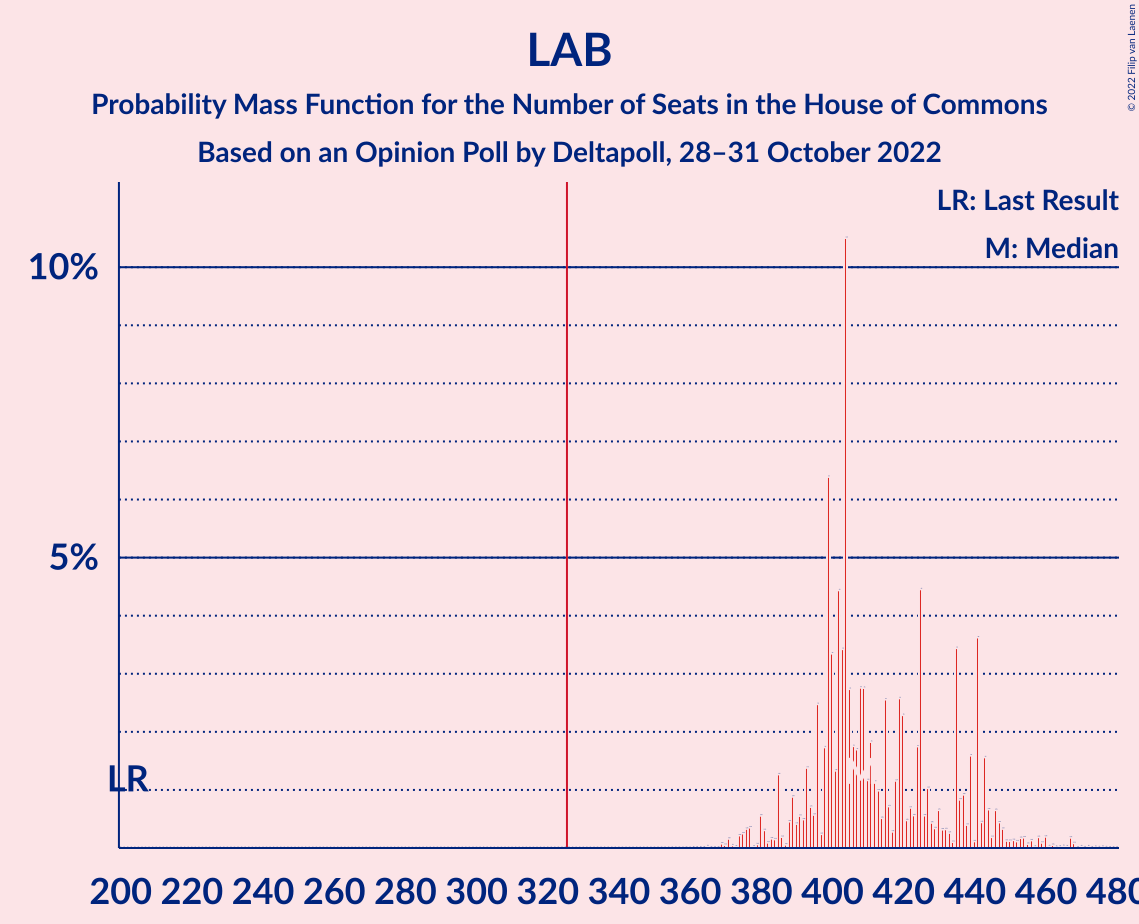 © 2022 Filip van Laenen
LAB
Probability Mass Function for the Number of Seats in the House of Commons
Based on an Opinion Poll by Deltapoll, 28–31 October 2022
LR: Last Result
M: Median
10%
5%
LR
200 220 240 260 280 300 320 340 360 380 400 420 440 460 480